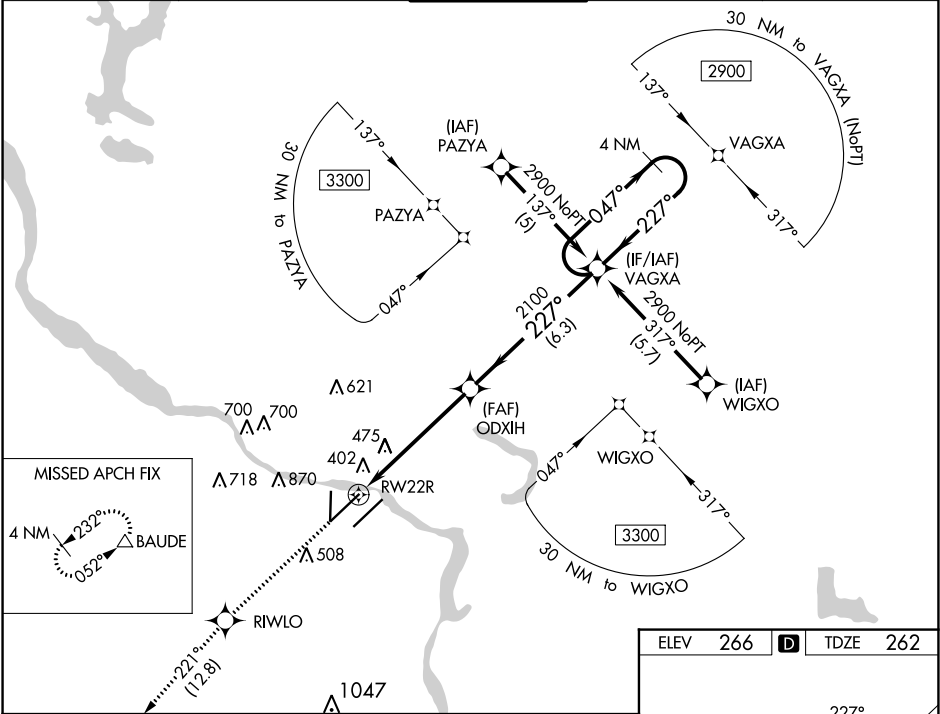 30 NM to VAGXA (NoPT)
2900
137°
VAGXA
317°
(IAF)
PAZYA
4 NM
2900 NoPT
137°
(5)
047°
227°
30 NM to PAZYA
137°
3300
PAZYA
047°
(IF/IAF)
VAGXA
2100
227°
(6.3)
2900 NoPT
317°
(5.7)
(IAF)
WIGXO
621
(FAF)
ODXIH
700
700
475
402
718
870
RW22R
047°
WIGXO
317°
3300
30 NM to WIGXO
MISSED APCH FIX
4 NM
232°
BAUDE
052°
508
RIWLO
221°
(12.8)
1047
ELEV 266 D TDZE 262
227°